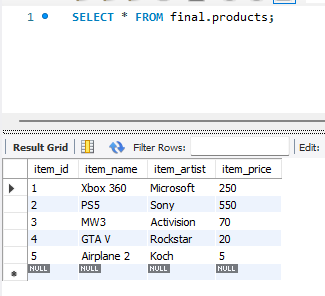 1 SELECT * FROM final.products;
Result Grid Filter Rows: Edit:
item_id item_name item_artist item_price
1 Xbox 360 Microsoft 250
2 PS5 Sony 550
3 MW3 Activision 70
4 GTA V Rockstar 20
5 Airplane 2 Koch 5
NULL NULL NULL NULL